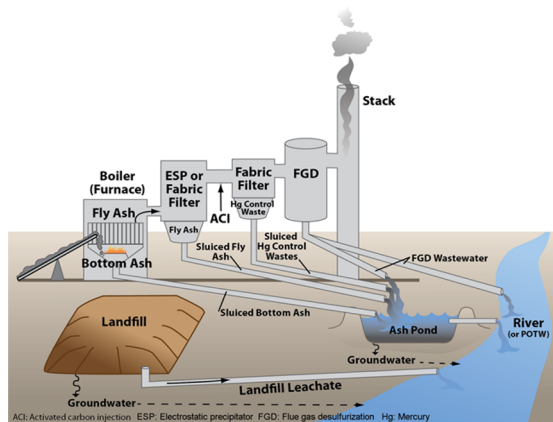 Stack
Boiler
(Furnace)
ESP or
Fabric
Filter
Fabric
Filter
FGD
Fly Ash
ACI
Hg Control
Waste
Fly Ash
Bottom Ash
Sluiced Fly
Ash
Sluiced
Hg Control
Wastes
FGD Wastewater
Sluiced Bottom Ash
Landfill
Ash Pond
River
(or POTW)
Groundwater
Landfill Leachate
Groundwater
ACI: Activated carbon injection ESP: Electrostatic precipitator FGD: Flue gas desulfurization Hg: Mercury